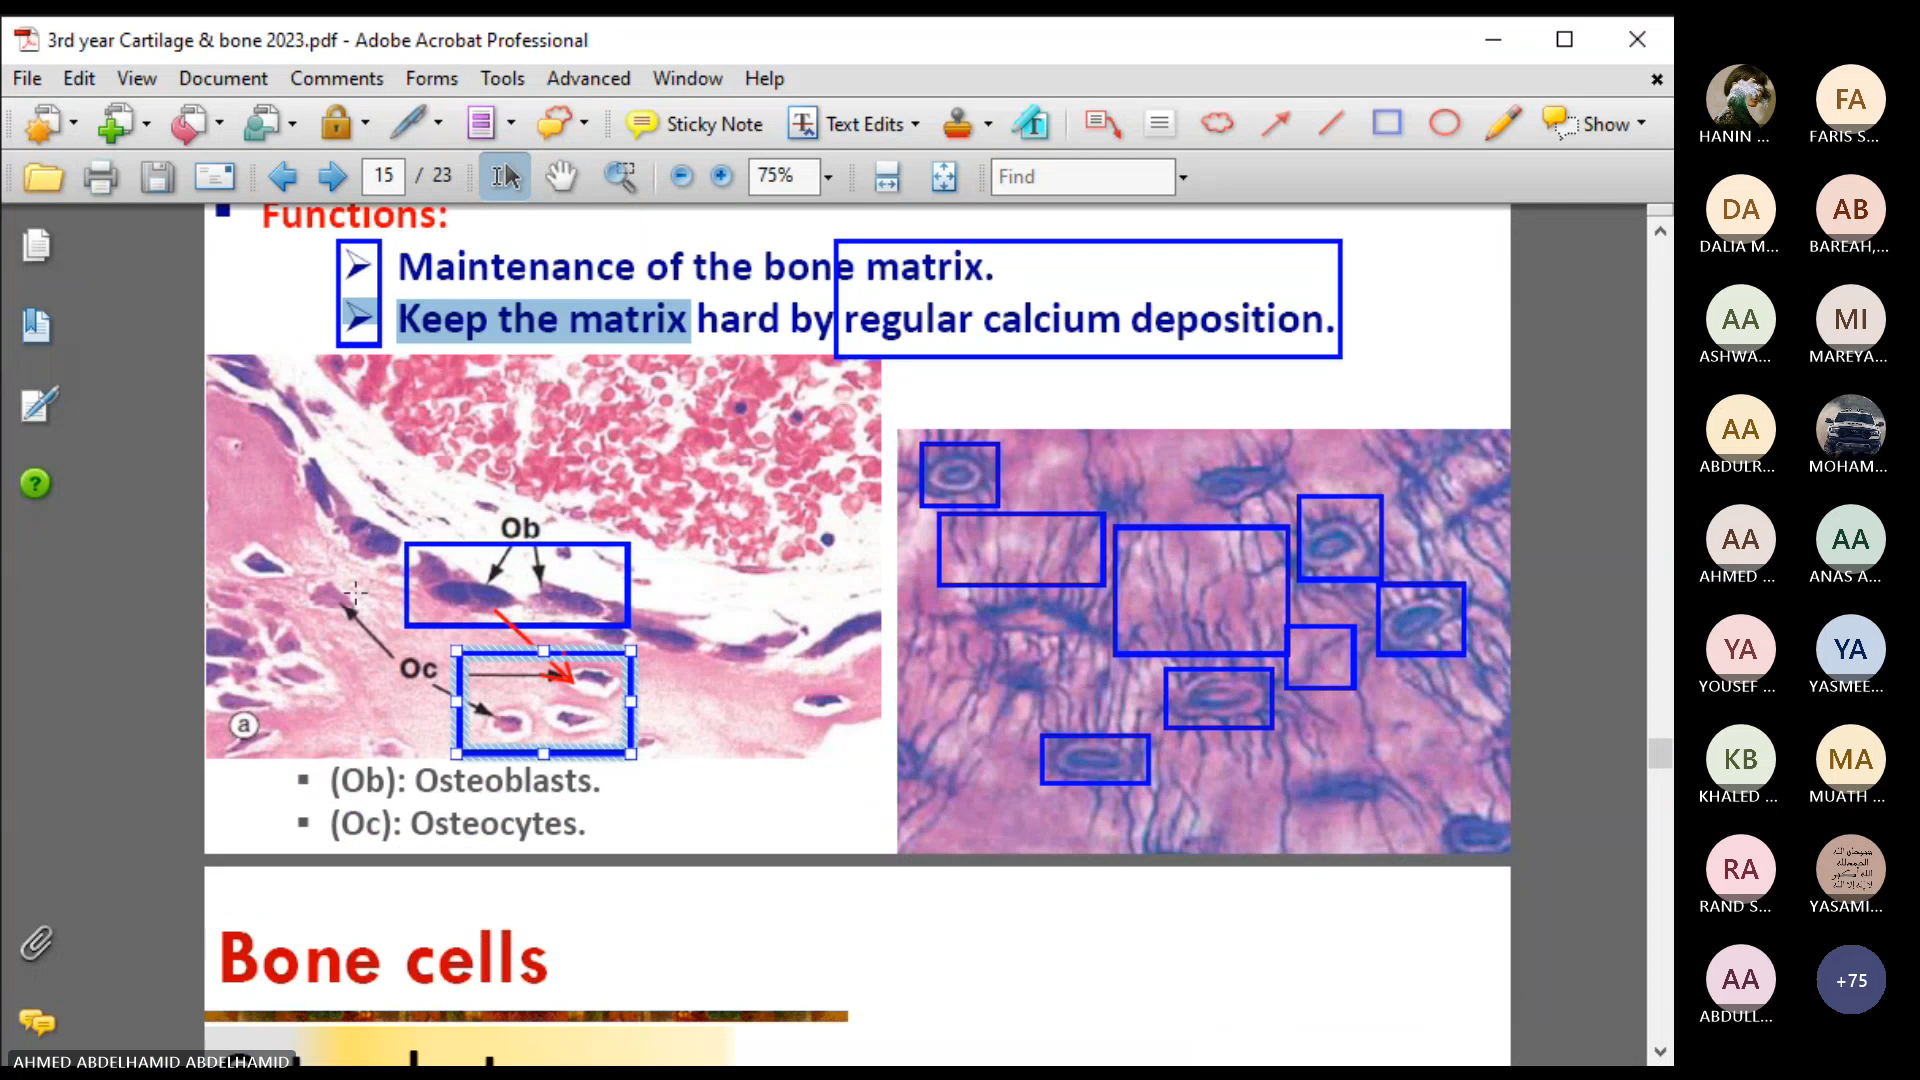 3rd year Cartilage & bone 2023.pdf - Adobe Acrobat Professional
File Edit View Document Comments Forms Tools Advanced Window Help
Sticky Note Text Edits Show
15 / 23 75% Find
Functions:
Maintenance of the bone matrix.
Keep the matrix hard by regular calcium deposition.
Ob
Oc
a
(Ob): Osteoblasts.
(Oc): Osteocytes.
Bone cells
AHMED ABDELHAMID ABDELHAMID
HANIN ...
FA
FARIS S...
DA
DALIA M...
AB
BAREAH,...
AA
ASHWA...
MI
MAREYA...
AA
ABDULR...
MOHAM...
AA
AHMED ...
AA
ANAS A...
YA
YOUSEF ...
YA
YASMEE...
KB
KHALED ...
MA
MUATH ...
RA
RAND S...
YASAMI...
AA
ABDULL...
+75